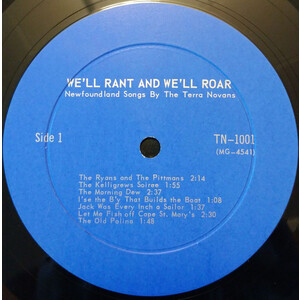 WE'LL RANT AND WE'LL ROAR
Newfoundland Songs By The Terra Novans
Side 1
TN-1001
(MG-4541)
The Ryans and The Pittmans 2:14
The Kelligrews Soiree 1:55
The Morning Dew 2:37
I'se the B'y That Builds the Boat 1:08
Jack Was Every Inch a Sailor 1:37
Let Me Fish off Cape St. Mary's 2:30
The Old Polina 1:48